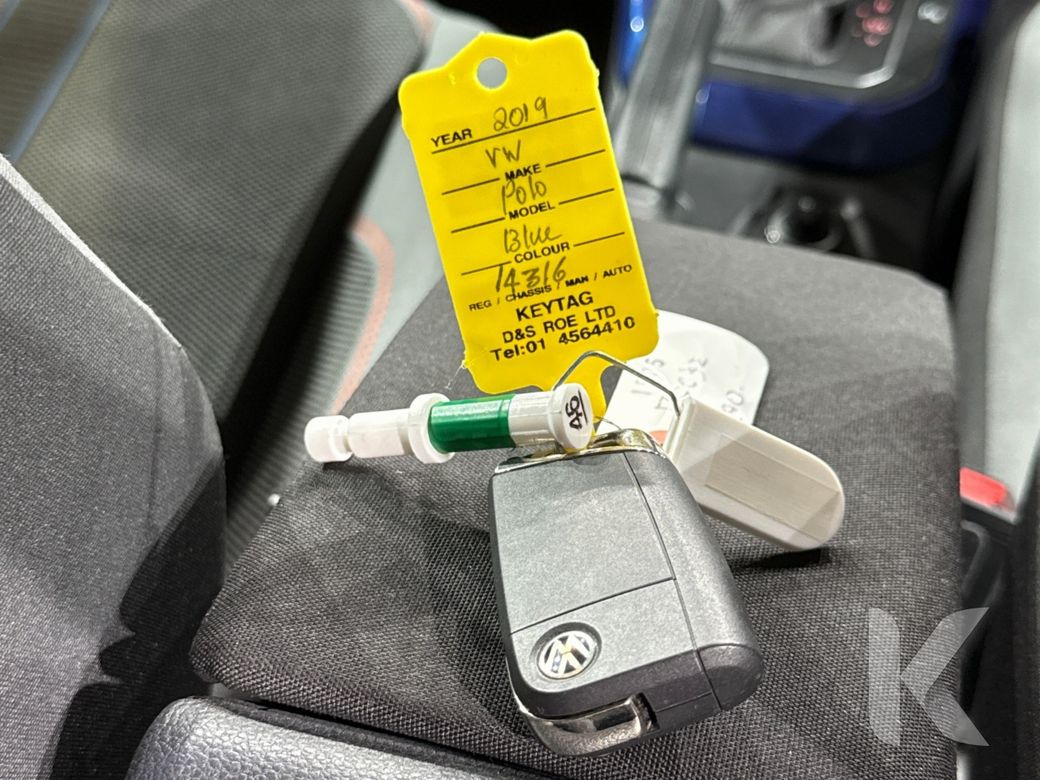 YEAR 2019
VW
MAKE
Polo
MODEL
Blue
COLOUR
14316
REG / CHASSIS / MAN / AUTO
KEYTAG
D&S ROE LTD
Tel:01 4564410
46
K